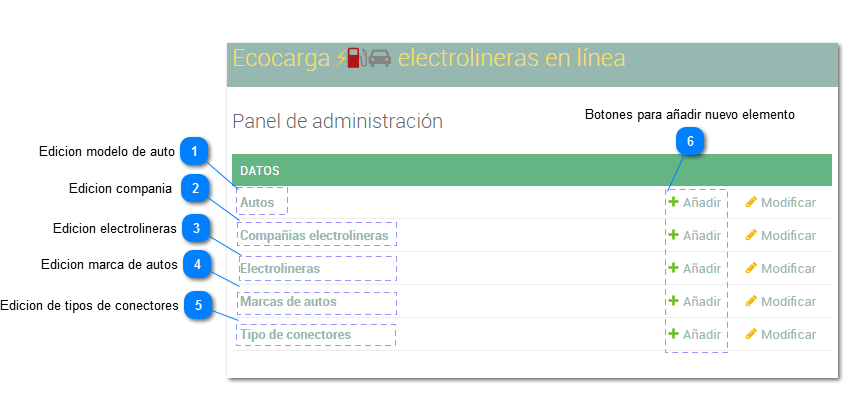 Ecocarga electrolineras en línea
Panel de administración
Botones para añadir nuevo elemento
6
Edicion modelo de auto 1
Edicion compania 2
Edicion electrolineras 3
Edicion marca de autos 4
Edicion de tipos de conectores 5
DATOS
Autos Añadir Modificar
Compañias electrolineras Añadir Modificar
Electrolineras Añadir Modificar
Marcas de autos Añadir Modificar
Tipo de conectores Añadir Modificar